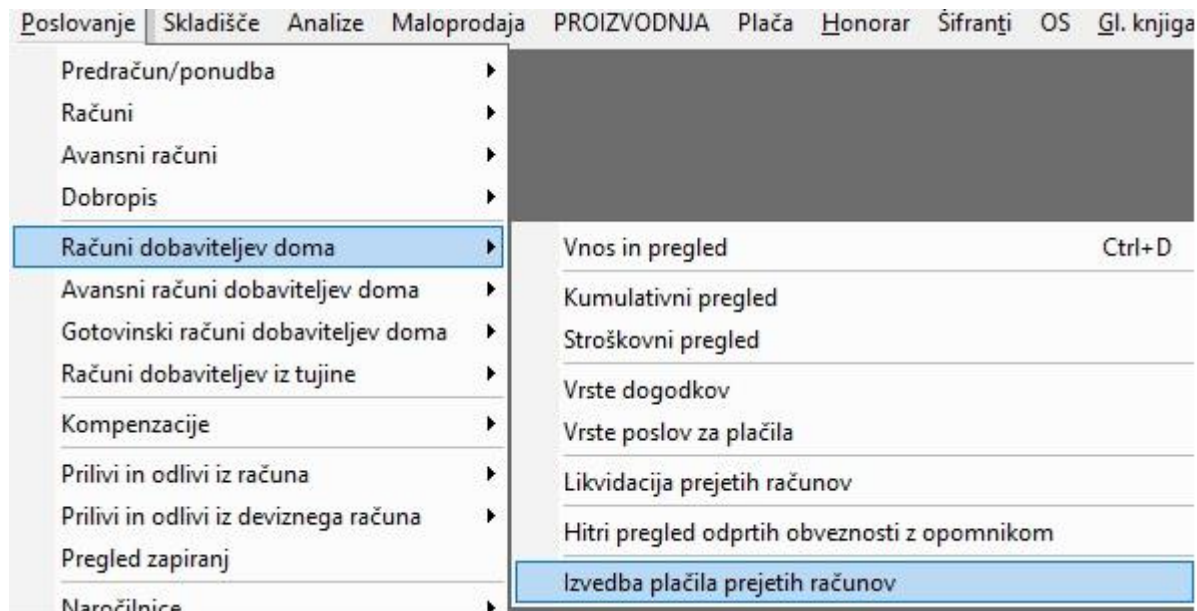 Poslovanje Skladišče Analize Maloprodaja PROIZVODNJA Plača Honorar Šifranti OS Gl. knjiga
Predračun/ponudba
Računi
Avansni računi
Dobropis
Računi dobaviteljev doma
Avansni računi dobaviteljev doma
Gotovinski računi dobaviteljev doma
Računi dobaviteljev iz tujine
Kompenzacije
Prilivi in odlivi iz računa
Prilivi in odlivi iz deviznega računa
Pregled zapiranj
Naročilnice
Vnos in pregled Ctrl+D
Kumulativni pregled
Stroškovni pregled
Vrste dogodkov
Vrste poslov za plačila
Likvidacija prejetih računov
Hitri pregled odprtih obveznosti z opomnikom
Izvedba plačila prejetih računov